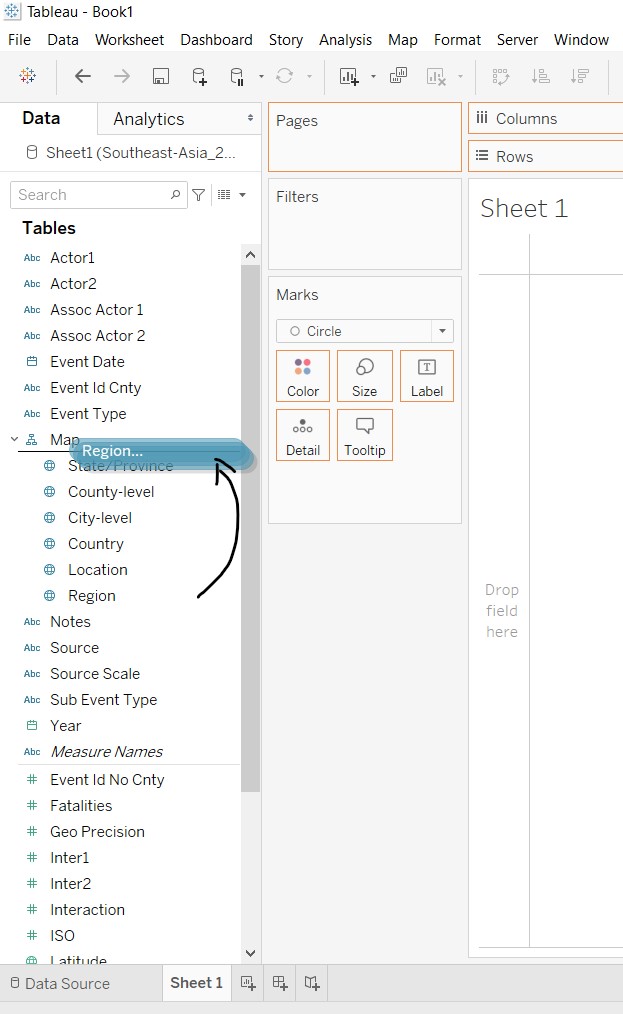 Tableau - Book1
File Data Worksheet Dashboard Story Analysis Map Format Server Window
Data Analytics
Sheet1 (Southeast-Asia_2...
Search
Tables
Abc Actor1
Abc Actor2
Abc Assoc Actor 1
Abc Assoc Actor 2
Event Date
Abc Event Id Cnty
Abc Event Type
Map
Region...
State/Province
County-level
City-level
Country
Location
Region
Abc Notes
Abc Source
Abc Source Scale
Abc Sub Event Type
Year
Abc Measure Names
# Event Id No Cnty
# Fatalities
# Geo Precision
# Inter1
# Inter2
# Interaction
# ISO
Latitude
Pages
Filters
Marks
Circle
Color Size T Label
Detail Tooltip
Columns
Rows
Sheet 1
Drop
field
here
Data Source Sheet 1